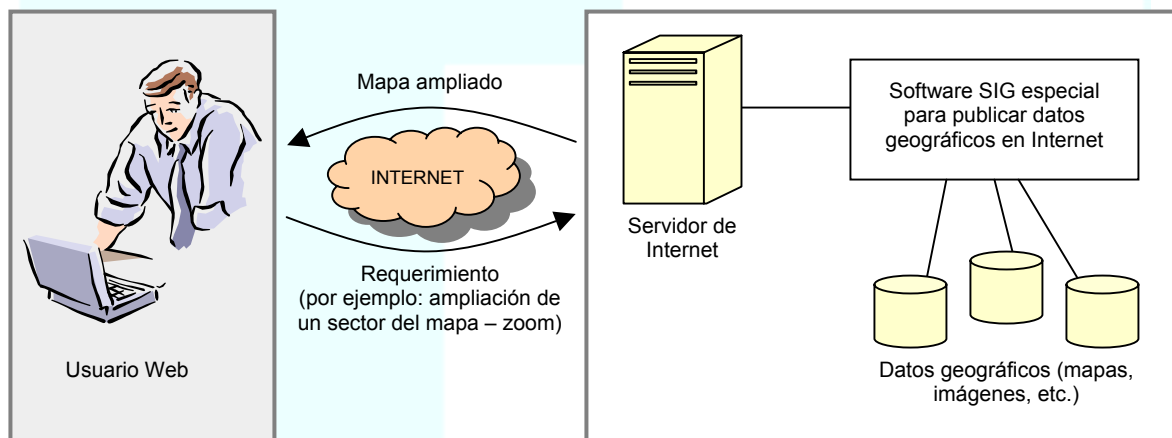 Mapa ampliado
INTERNET
Requerimiento
(por ejemplo: ampliación de
un sector del mapa – zoom)
Usuario Web
Servidor de
Internet
Software SIG especial
para publicar datos
geográficos en Internet
Datos geográficos (mapas,
imágenes, etc.)